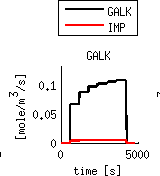 GALK
IMP
GALK
0.1
0.05
0
[mole/m^3/s]
0
5000
time [s]